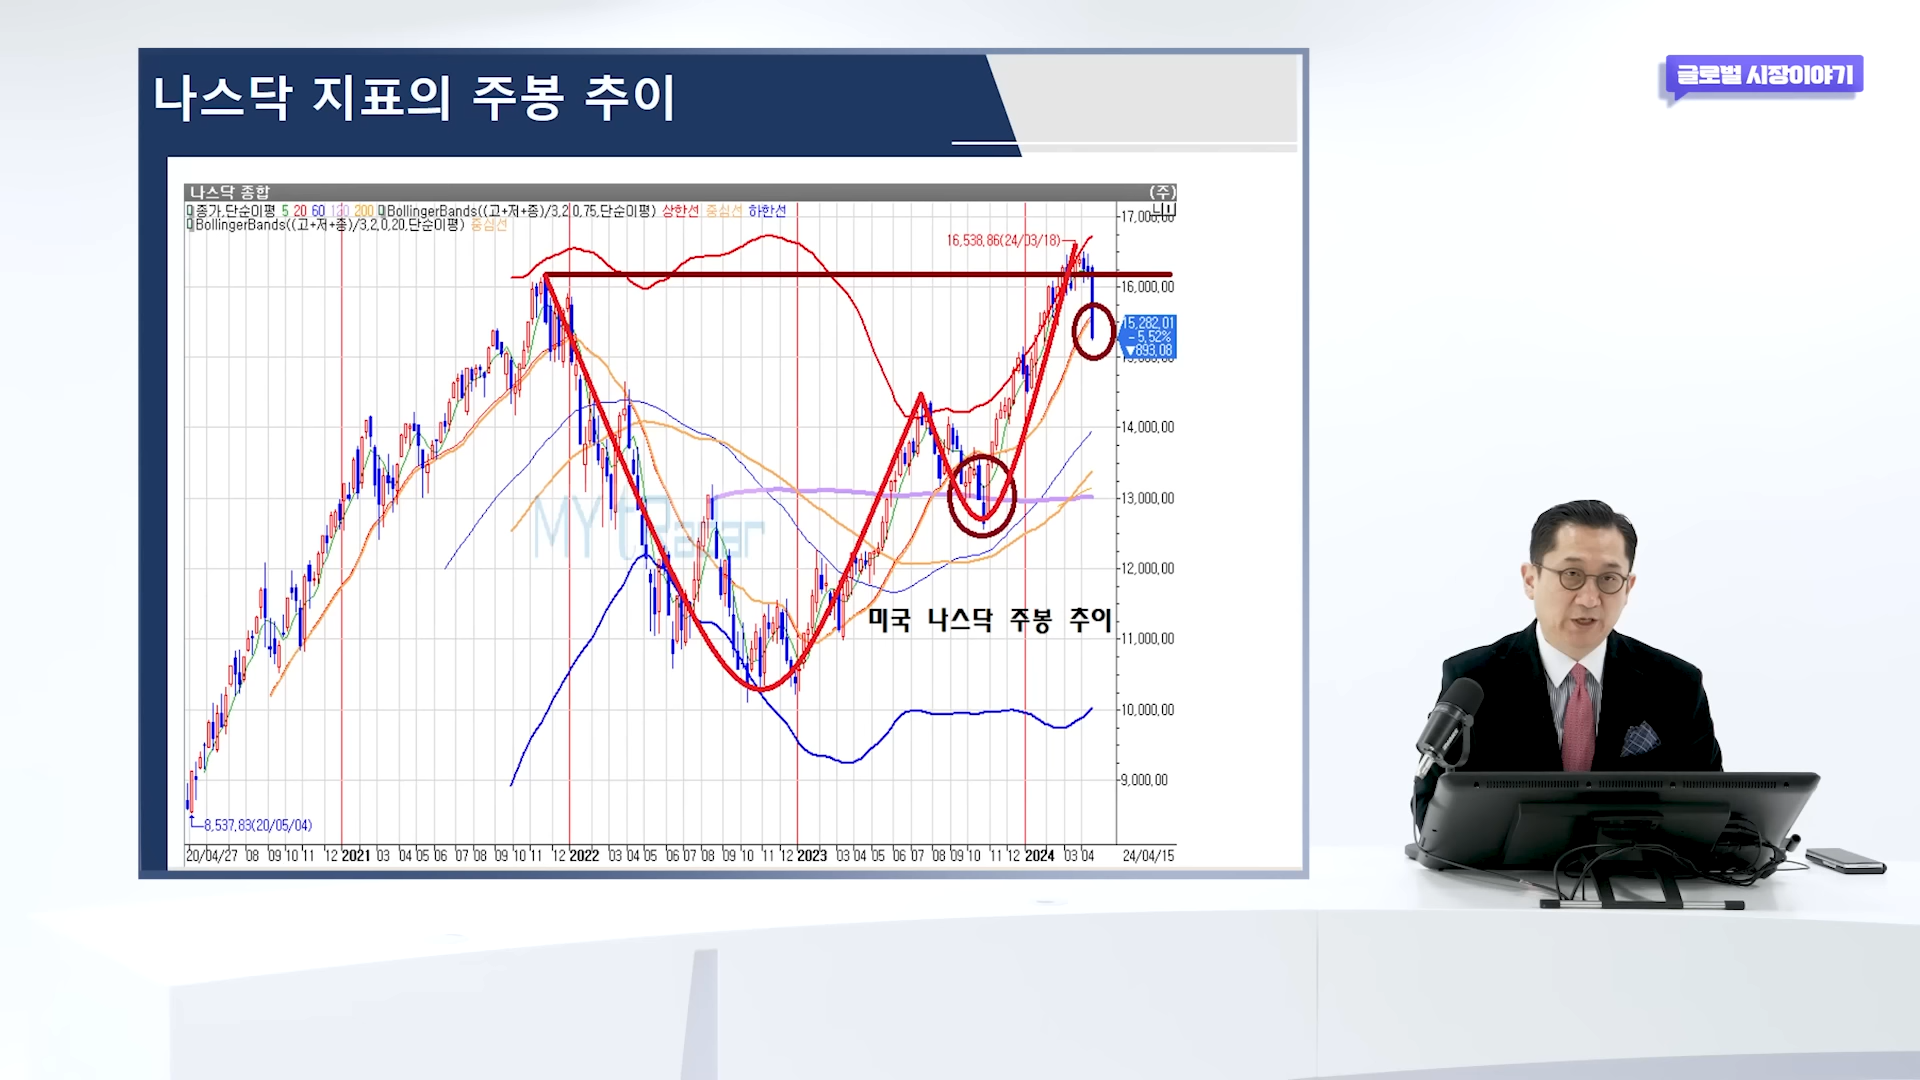 나스닥 지표의 주봉 추이
글로벌 시장이야기
나스닥 종합 (주)
종가,단순이평 5 20 60 120 200 BollingerBands((고+저+종)/3,2,0,75,단순이평) 상한선 중심선 하한선
BollingerBands((고+저+종)/3,2,0,20,단순이평) 중심선
17,000,00
16,538,86(24/03/18)
16,000,00
15,282,01
-5,52%
▼893,08
15,000,00
14,000,00
13,000,00
12,000,00
미국 나스닥 주봉 추이
11,000,00
10,000,00
9,000,00
8,537,83(20/05/04)
20/04/27 08 09 10 11 12 2021 03 04 05 06 07 08 09 10 11 12 2022 03 04 05 06 07 08 09 10 11 12 2023 03 04 05 06 07 08 09 10 11 12 2024 03 04 24/04/15